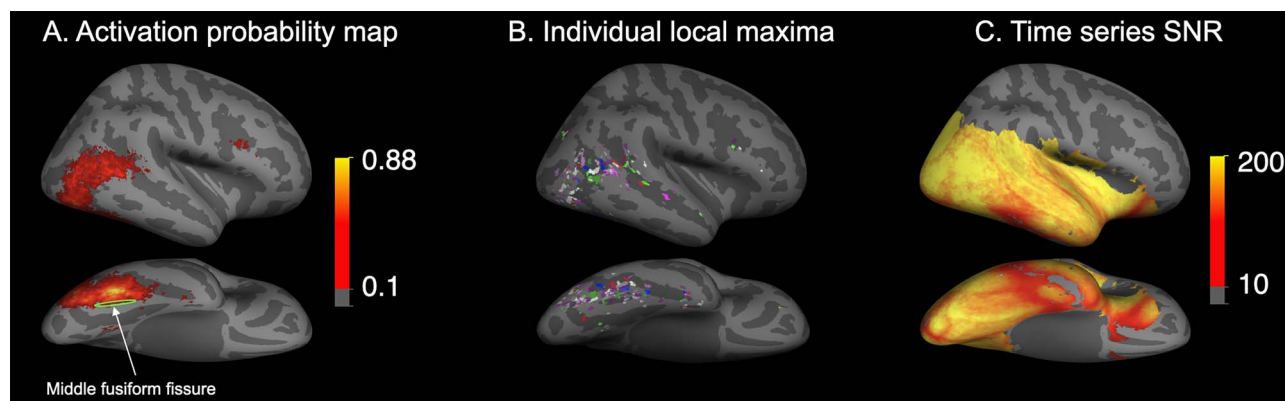 A. Activation probability map
B. Individual local maxima
C. Time series SNR
0.88
0.1
200
10
Middle fusiform fissure